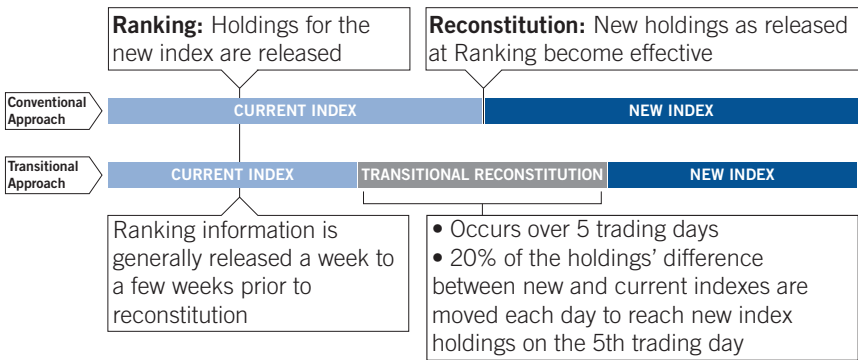 Ranking: Holdings for the
new index are released
Reconstitution: New holdings as released
at Ranking become effective
Conventional
Approach
CURRENT INDEX
NEW INDEX
Transitional
Approach
CURRENT INDEX
TRANSITIONAL RECONSTITUTION
NEW INDEX
Ranking information is
generally released a week to
a few weeks prior to
reconstitution
• Occurs over 5 trading days
• 20% of the holdings’ difference
between new and current indexes are
moved each day to reach new index
holdings on the 5th trading day